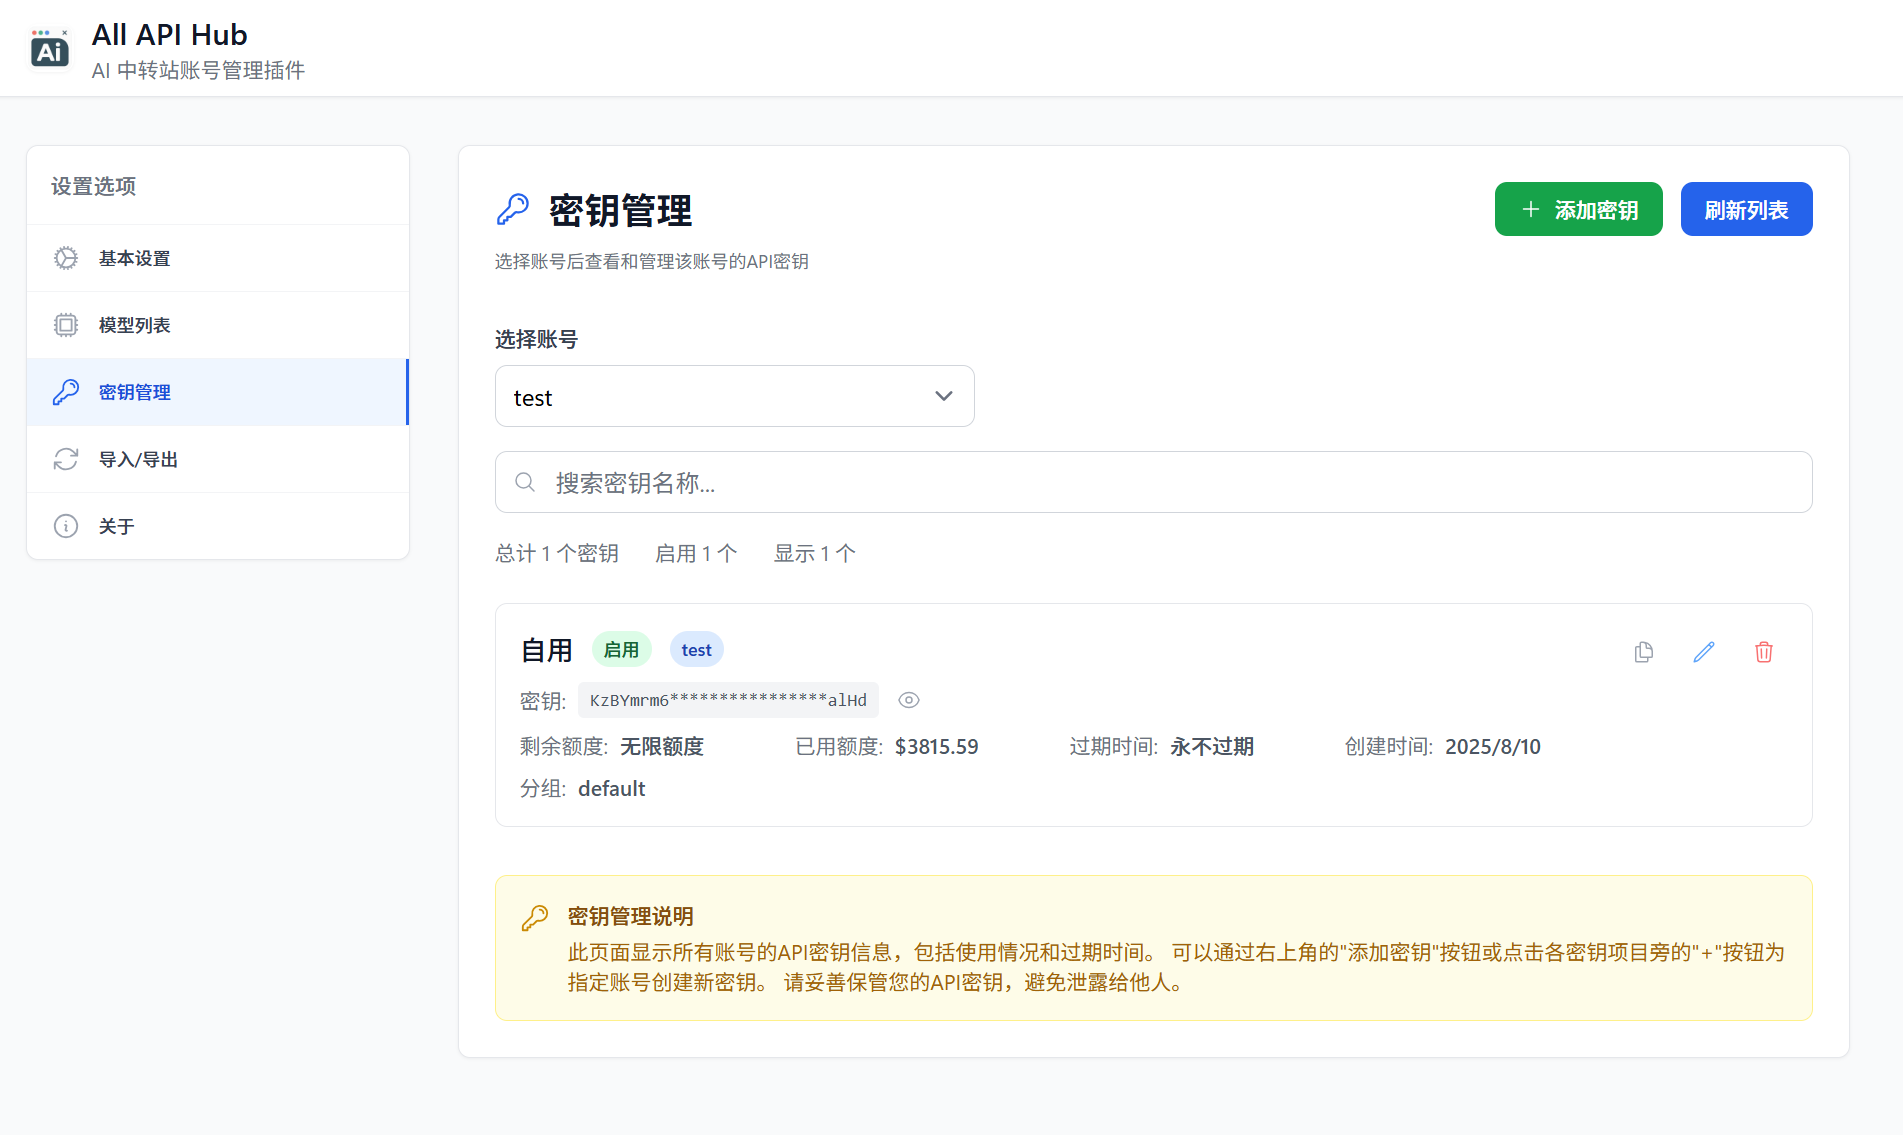 Ai
All API Hub
AI 中转站账号管理插件
设置选项
基本设置
模型列表
密钥管理
导入/导出
关于
密钥管理
添加密钥
刷新列表
选择账号后查看和管理该账号的API密钥
选择账号
test
搜索密钥名称...
总计 1 个密钥 启用 1 个 显示 1 个
自用 启用 test
密钥: KzBYmrm6****************alHd
剩余额度: 无限额度 已用额度: $3815.59 过期时间: 永不过期 创建时间: 2025/8/10
分组: default
密钥管理说明
此页面显示所有账号的API密钥信息，包括使用情况和过期时间。 可以通过右上角的"添加密钥"按钮或点击各密钥项目旁的"+"按钮为
指定账号创建新密钥。 请妥善保管您的API密钥，避免泄露给他人。